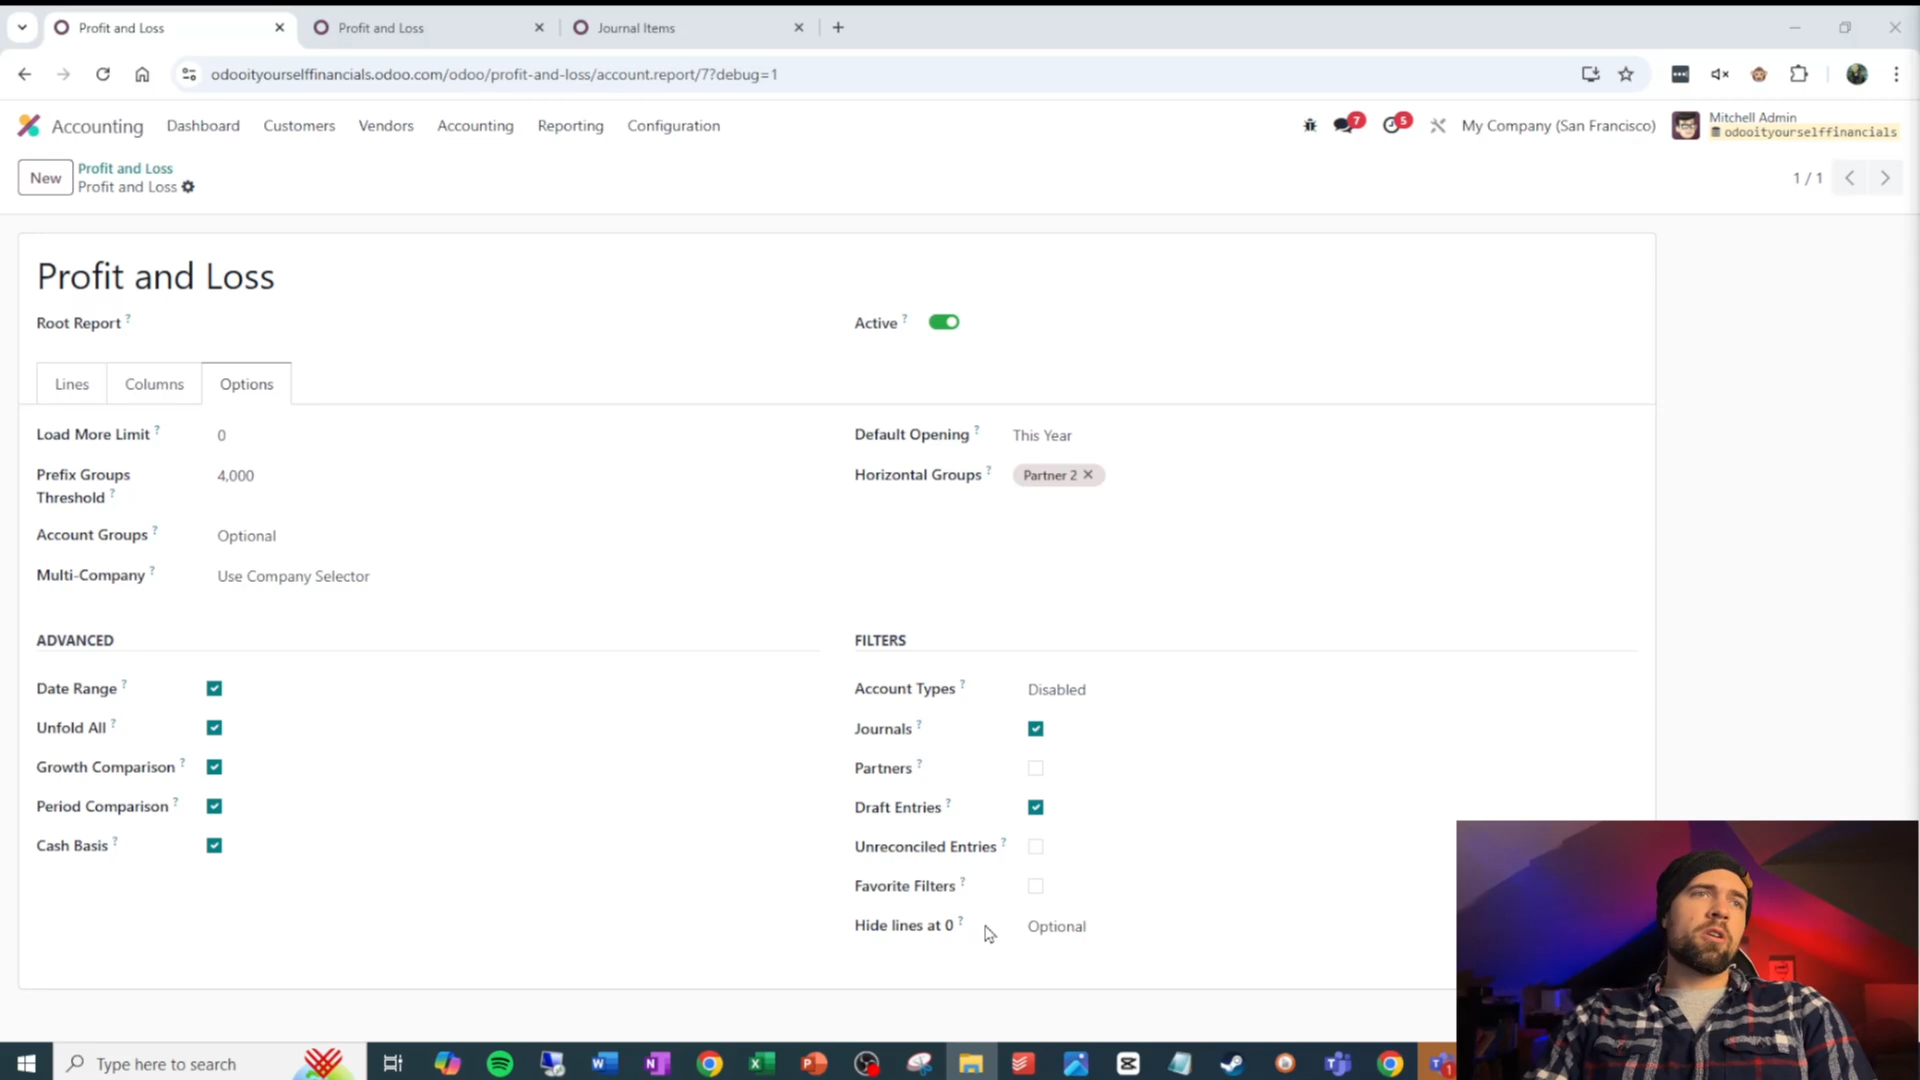 Profit and Loss
Profit and Loss
Journal Items
odooityourselffinancials.odoo.com/odoo/profit-and-loss/account.report/7?debug=1
Accounting
Dashboard
Customers
Vendors
Accounting
Reporting
Configuration
7
5
My Company (San Francisco)
Mitchell Admin
odooityourselffinancials
New
Profit and Loss
Profit and Loss
1 / 1
Profit and Loss
Root Report ?
Active ?
Lines
Columns
Options
Load More Limit ?
0
Default Opening ?
This Year
Prefix Groups
Threshold ?
4,000
Horizontal Groups ?
Partner 2
Account Groups ?
Optional
Multi-Company ?
Use Company Selector
ADVANCED
FILTERS
Date Range ?
Account Types ?
Disabled
Unfold All ?
Journals ?
Growth Comparison ?
Partners ?
Period Comparison ?
Draft Entries ?
Cash Basis ?
Unreconciled Entries ?
Favorite Filters ?
Hide lines at 0 ?
Optional
Type here to search